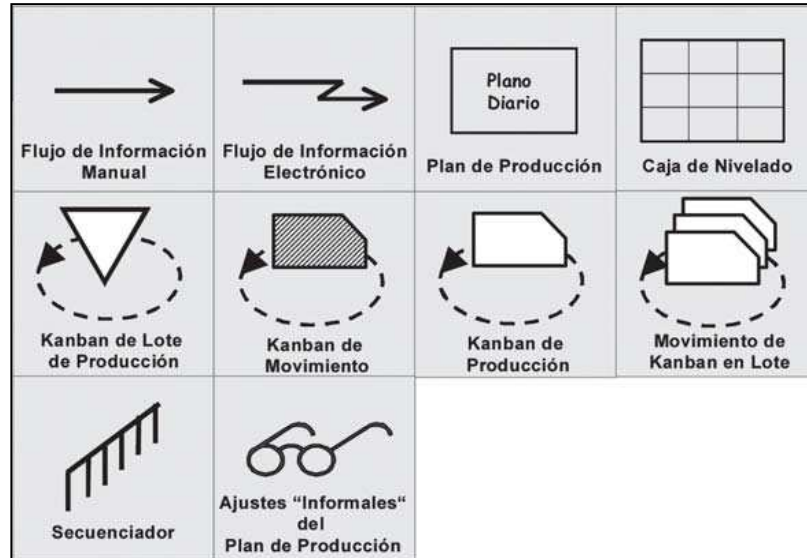 Flujo de Información
Manual
Flujo de Información
Electrónico
Plano
Diario
Plan de Producción
Caja de Nivelado
Kanban de Lote
de Producción
Kanban de
Movimiento
Kanban de
Producción
Movimiento de
Kanban en Lote
Secuenciador
Ajustes “Informales“
del
Plan de Producción